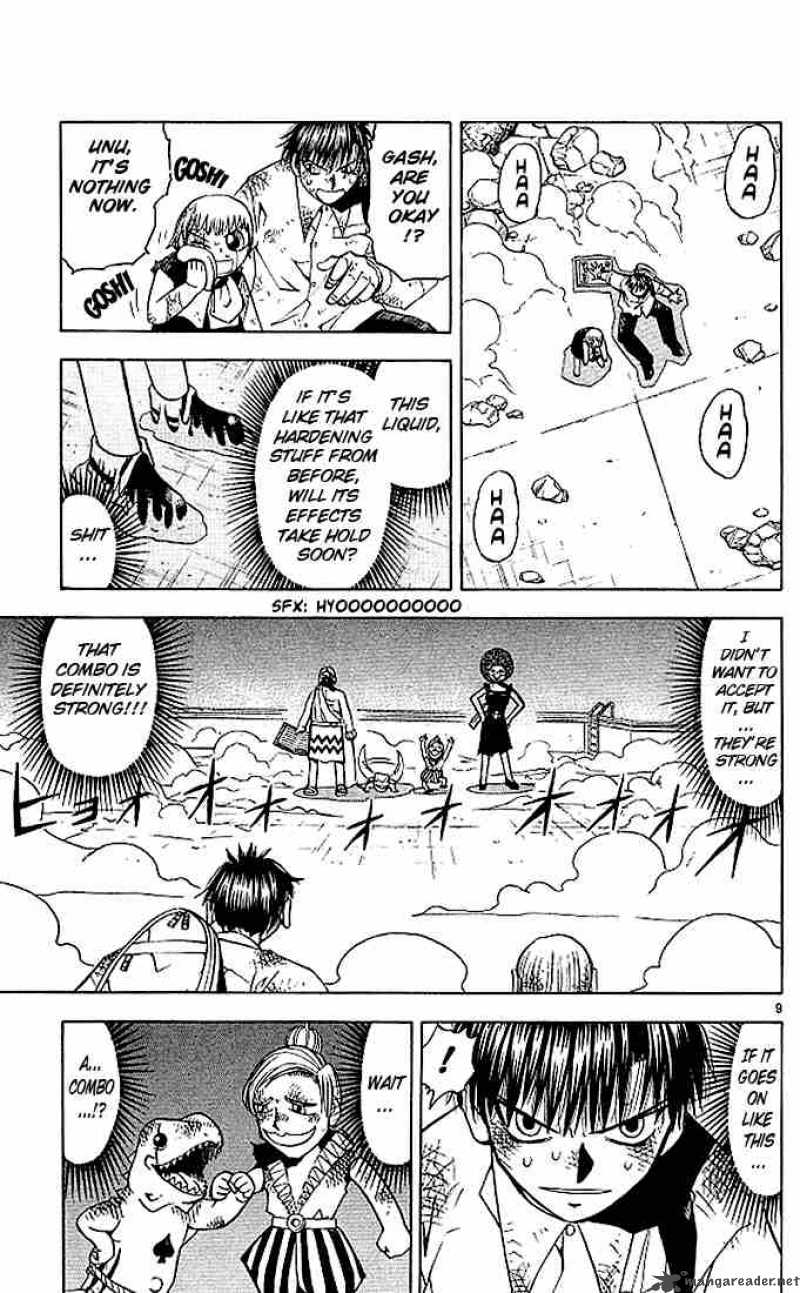 HAA
HAA
HAA
HAA
GASH,
ARE
YOU
OKAY
!?
GOSHI
GOSHI
UNU,
IT'S
NOTHING
NOW.
THIS
LIQUID,
IF IT'S
LIKE THAT
HARDENING
STUFF FROM
BEFORE,
WILL ITS
EFFECTS
TAKE HOLD
SOON?
SHIT
...
SFX: HYOOOOOOOOOO
I
DIDN'T
WANT TO
ACCEPT
IT, BUT
...
THEY'RE
STRONG
...
THAT
COMBO IS
DEFINITELY
STRONG!!!
ヒョオオオオオオオオ
9
IF IT
GOES
ON
LIKE
THIS
...
!
WAIT
...
A...
COMBO
...!?
mangareader.net